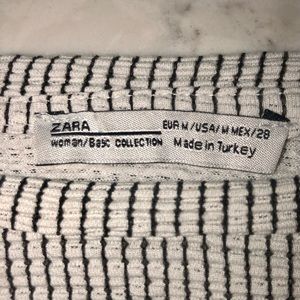 ZARA
woman/Basic COLLECTION
EUR M/USA/M MEX/28
Made in Turkey